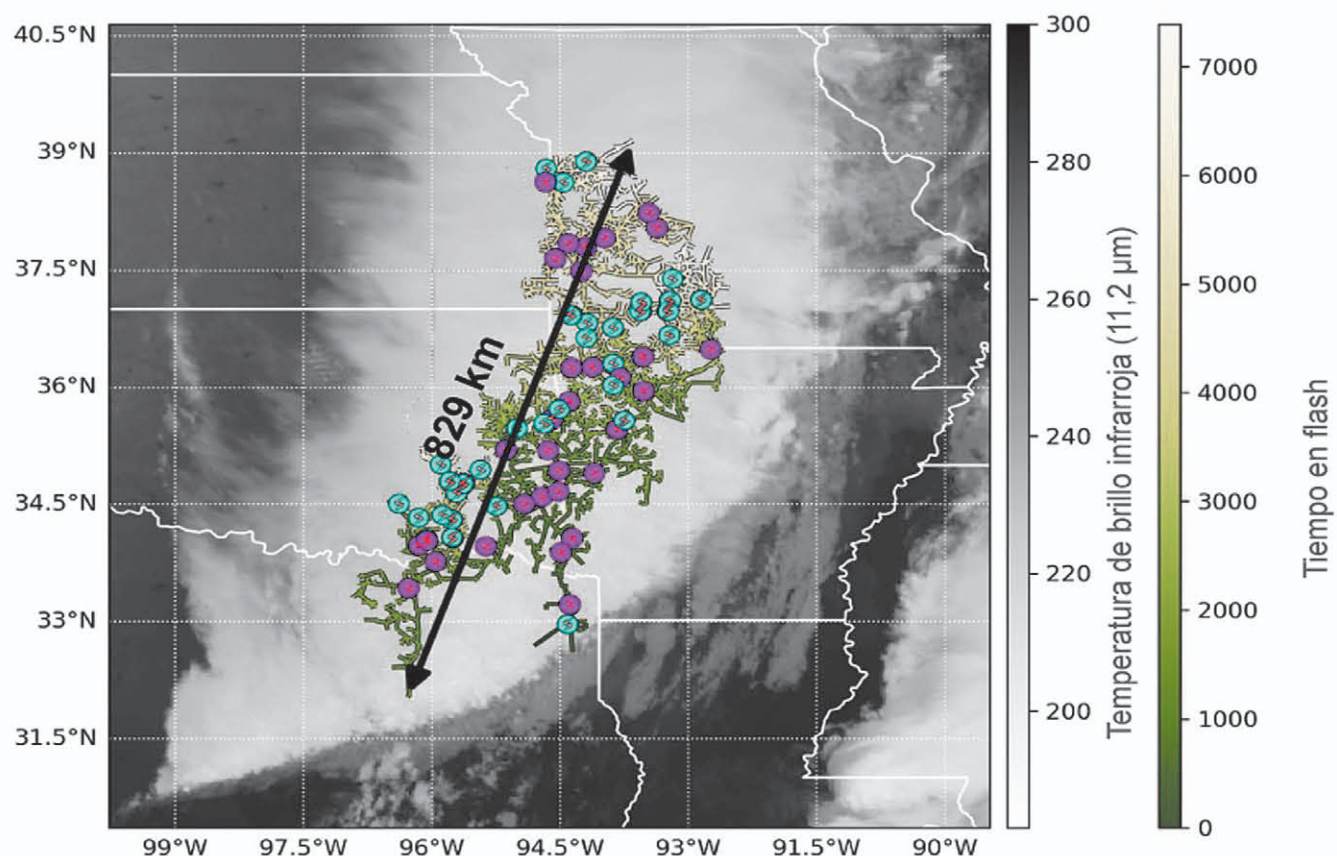 40.5°N
39°N
37.5°N
36°N
34.5°N
33°N
31.5°N
99°W
97.5°W
96°W
94.5°W
93°W
91.5°W
90°W
829 km
300
280
260
240
220
200
Temperatura de brillo infrarroja (11,2 µm)
7000
6000
5000
4000
3000
2000
1000
0
Tiempo en flash